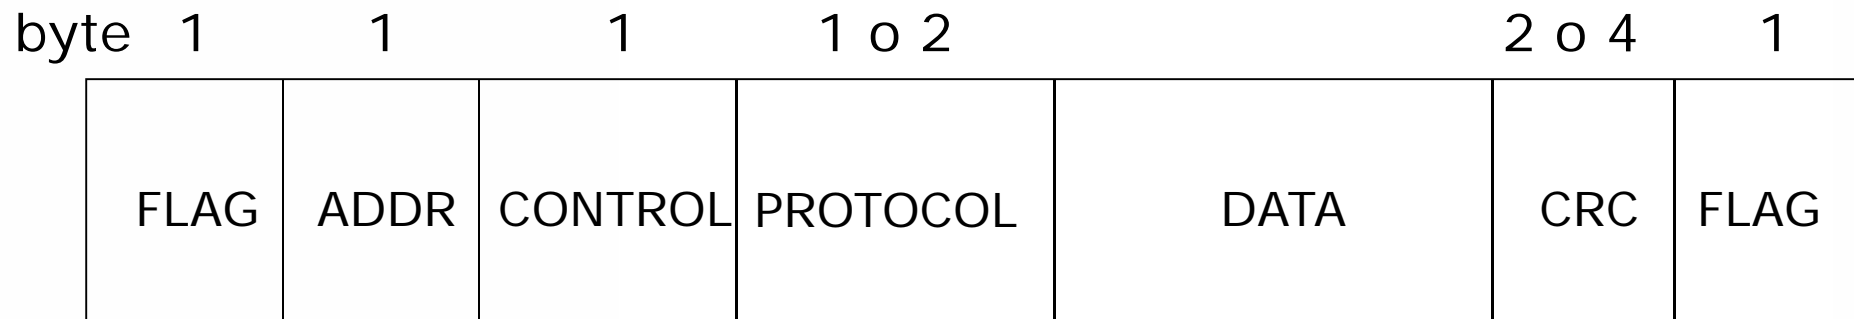 byte 1 1 1 1 o 2 2 o 4 1
FLAG ADDR CONTROL PROTOCOL DATA CRC FLAG